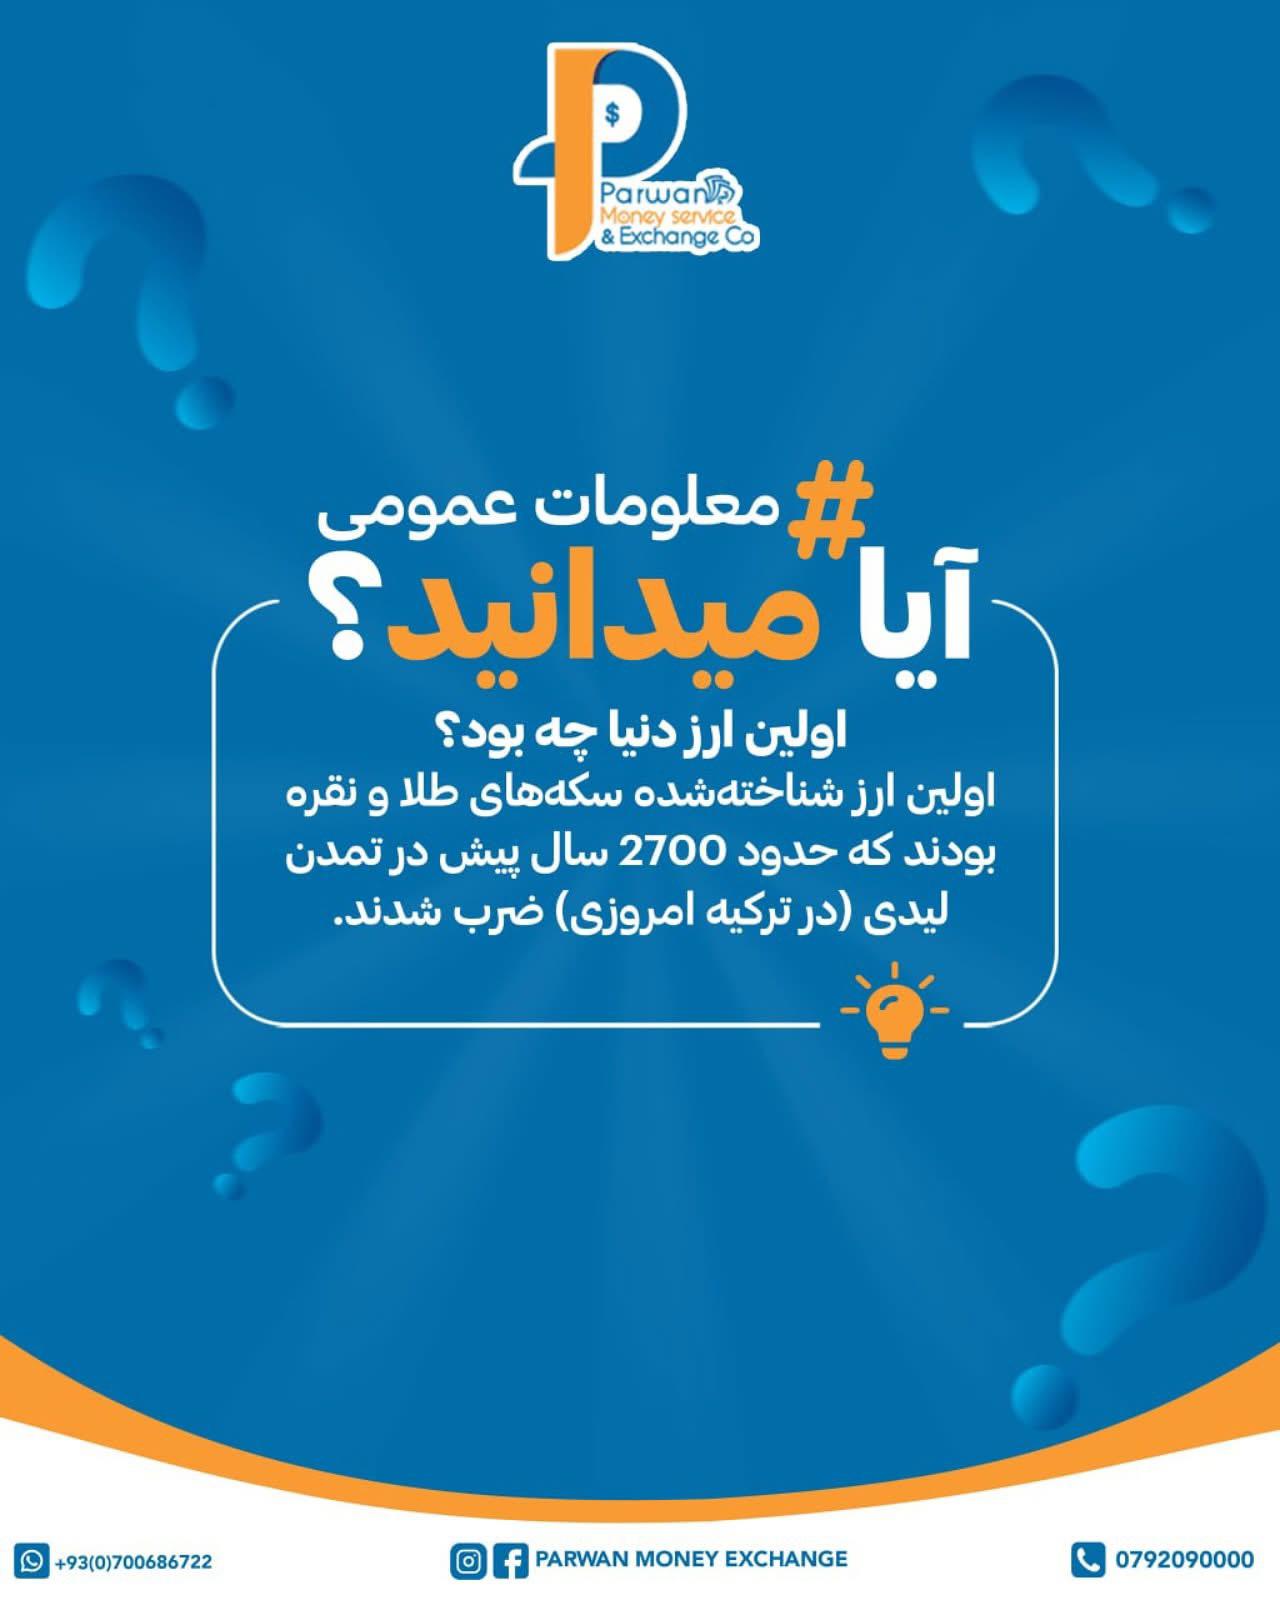 $
Parwan
Money service
& Exchange Co
#معلومات عمومی
آیا میدانید؟
اولین ارز دنیا چه بود؟
اولین ارز شناخته‌شده سکه‌های طلا و نقره
بودند که حدود 2700 سال پیش در تمدن
لیدی (در ترکیه امروزی) ضرب شدند.
+93(0)700686722
PARWAN MONEY EXCHANGE
0792090000